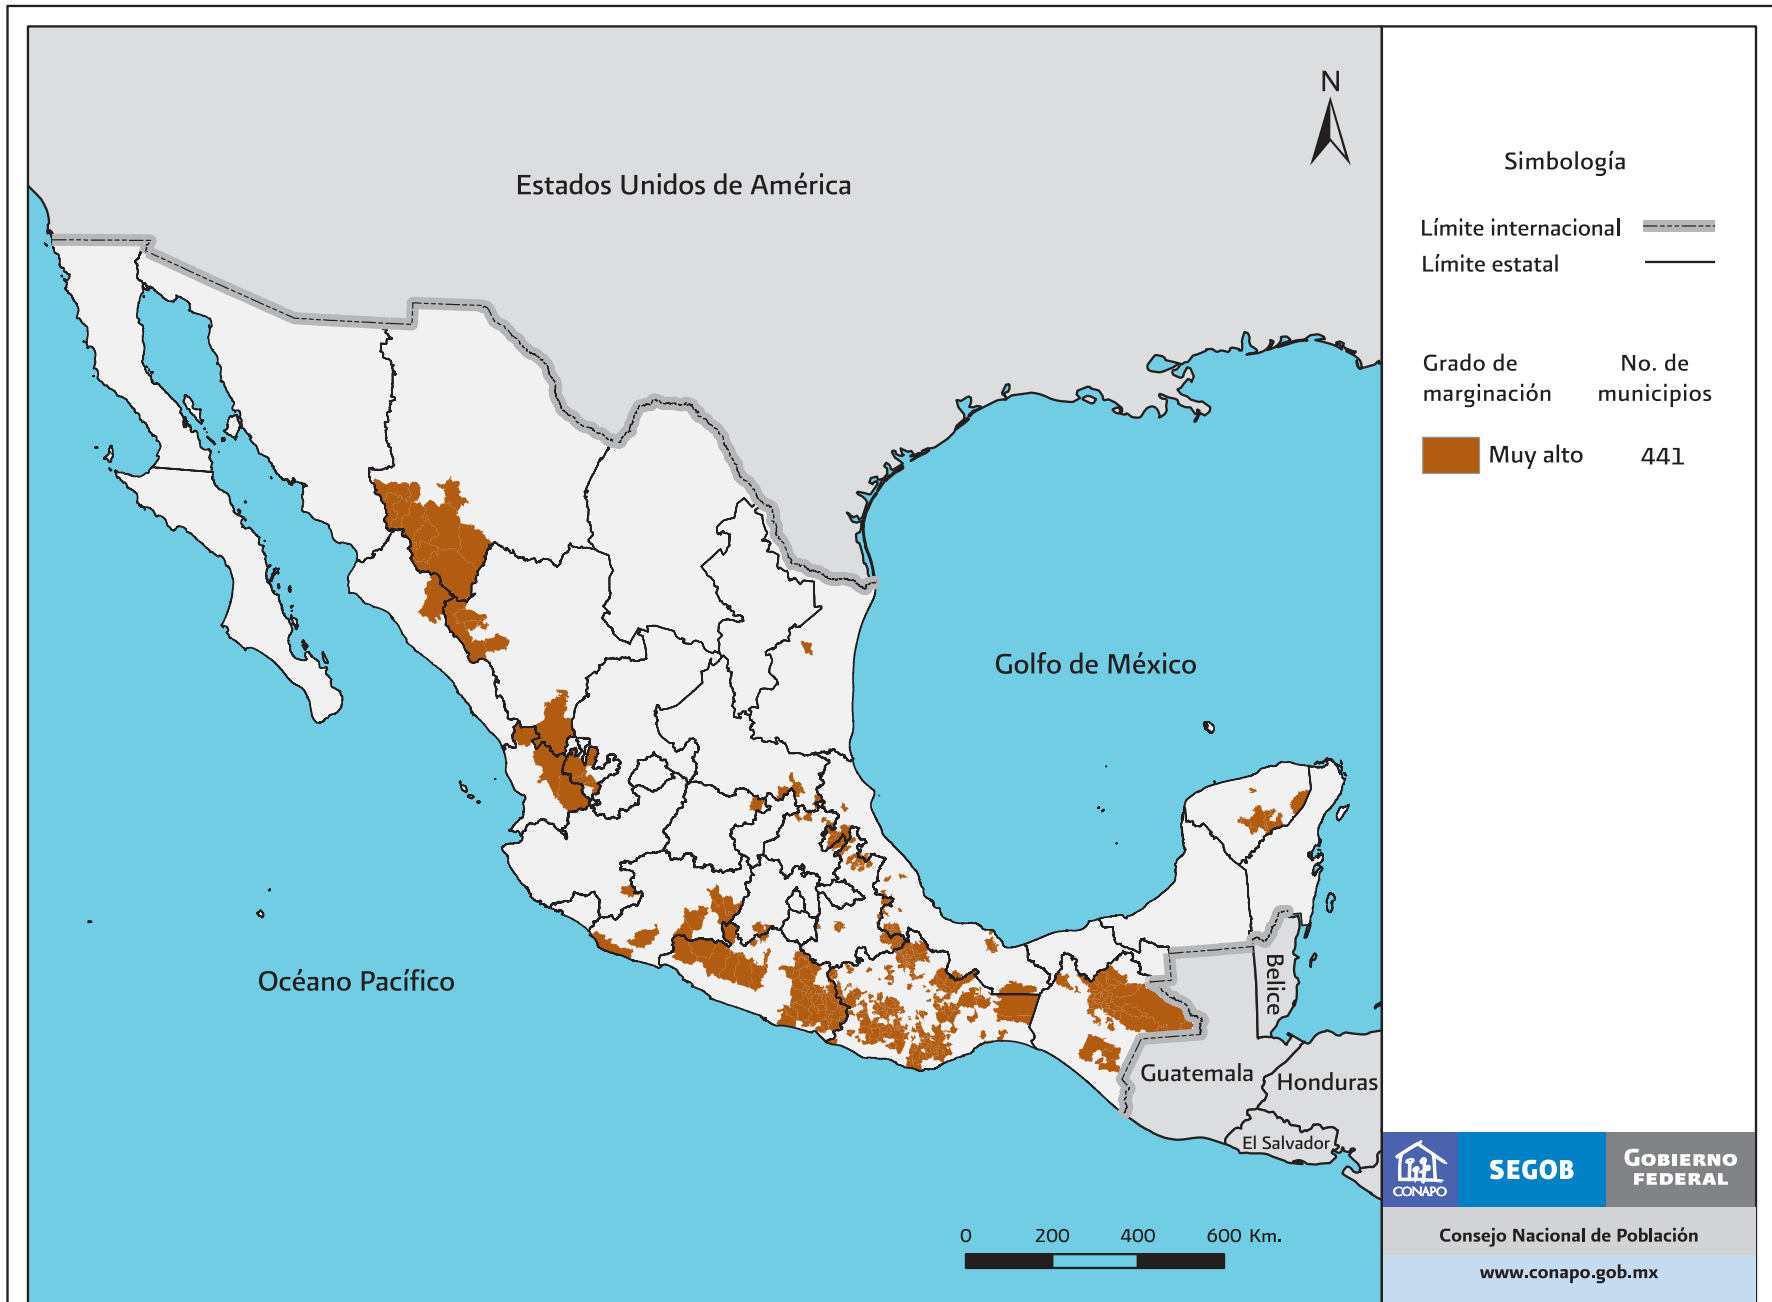 N
Estados Unidos de América
Golfo de México
Océano Pacífico
Belice
Guatemala
Honduras
El Salvador
0 200 400 600 Km.
Simbología
Límite internacional
Límite estatal
Grado de No. de
marginación municipios
Muy alto 441
CONAPO
SEGOB
GOBIERNO
FEDERAL
Consejo Nacional de Población
www.conapo.gob.mx